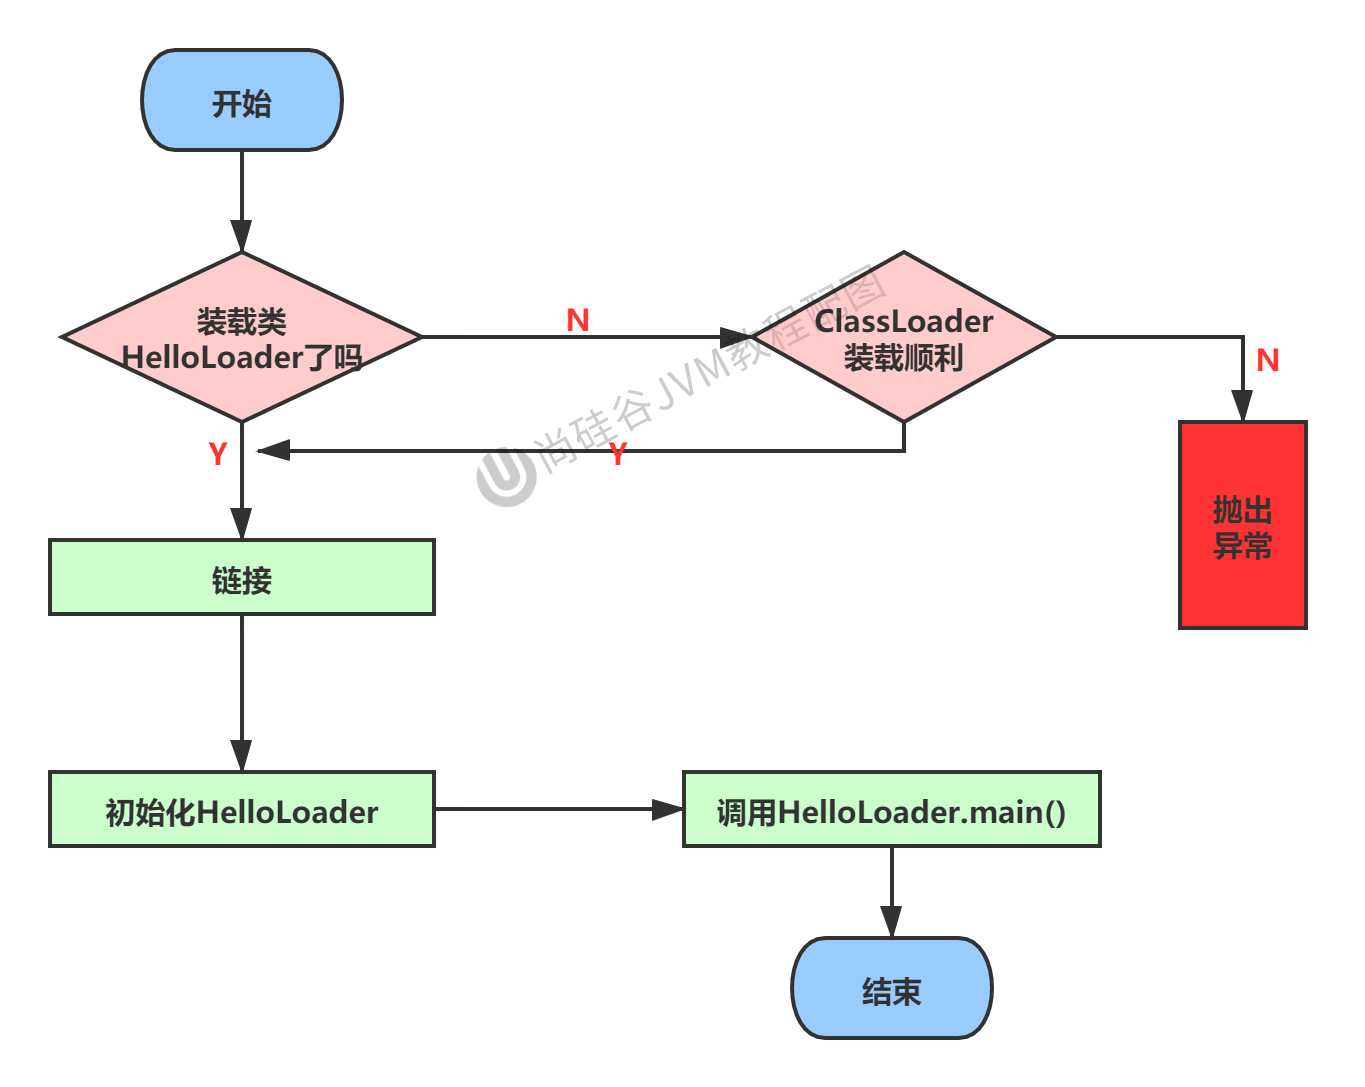 开始
装载类
HelloLoader了吗
N
ClassLoader
装载顺利
N
Y
Y
尚硅谷JVM教程配图
抛出
异常
链接
初始化HelloLoader
调用HelloLoader.main()
结束